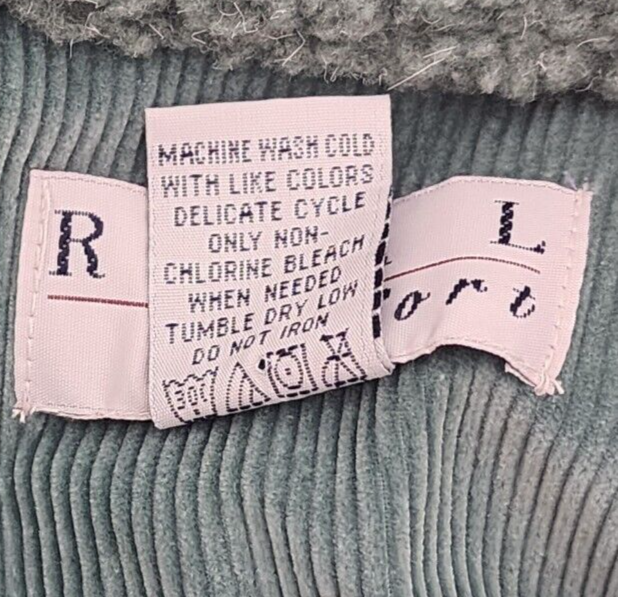 MACHINE WASH COLD
WITH LIKE COLORS
DELICATE CYCLE
ONLY NON-
CHLORINE BLEACH
WHEN NEEDED
TUMBLE DRY LOW
DO NOT IRON
R L
ort